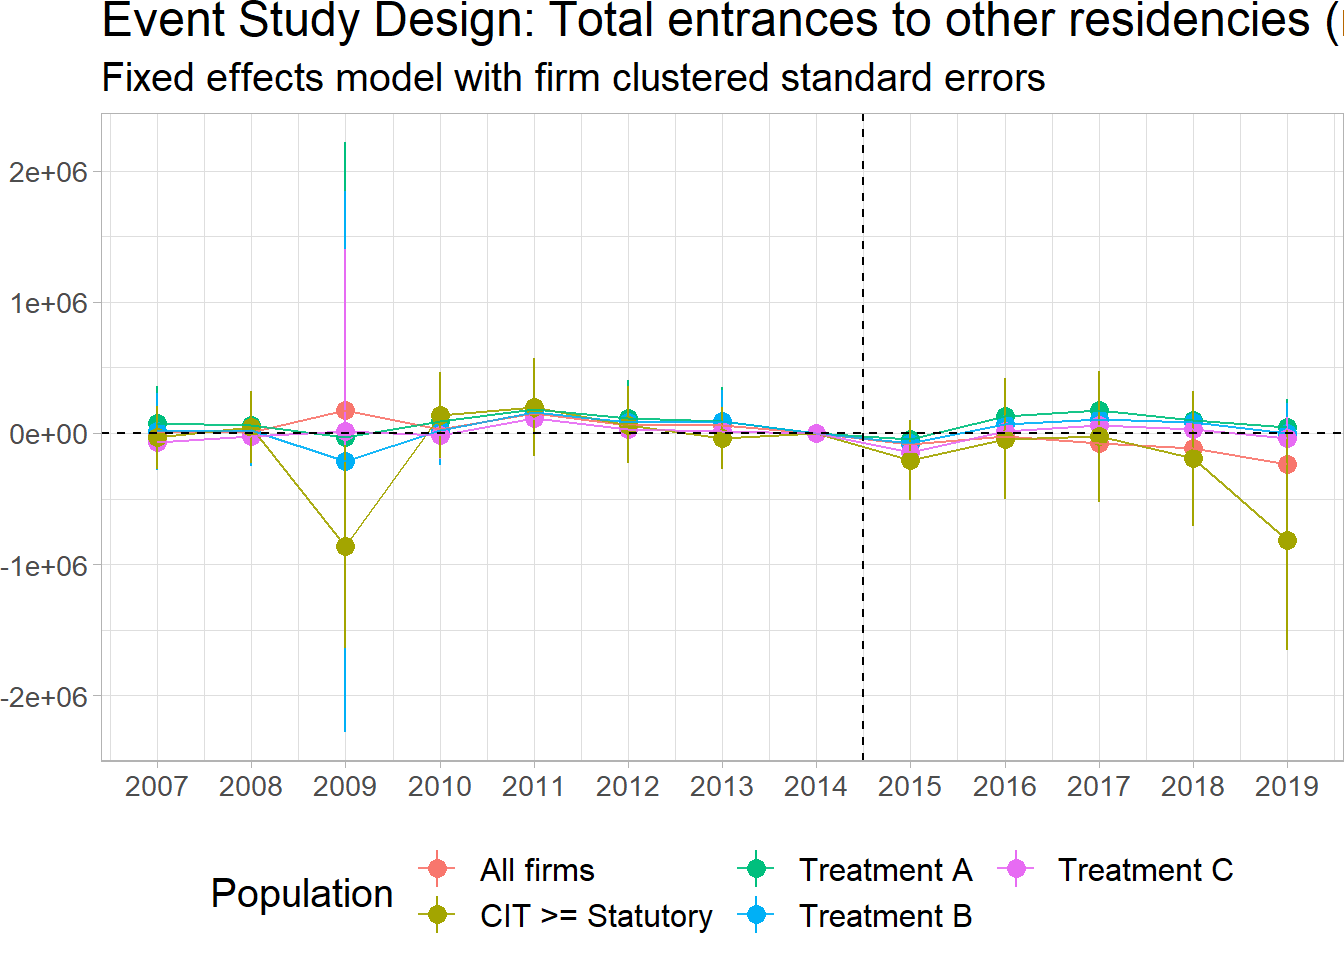 Event Study Design: Total entrances to other residencies (
Fixed effects model with firm clustered standard errors
2e+06
1e+06
0e+00
-1e+06
-2e+06
2007 2008 2009 2010 2011 2012 2013 2014 2015 2016 2017 2018 2019
Population
All firms
CIT >= Statutory
Treatment A
Treatment B
Treatment C